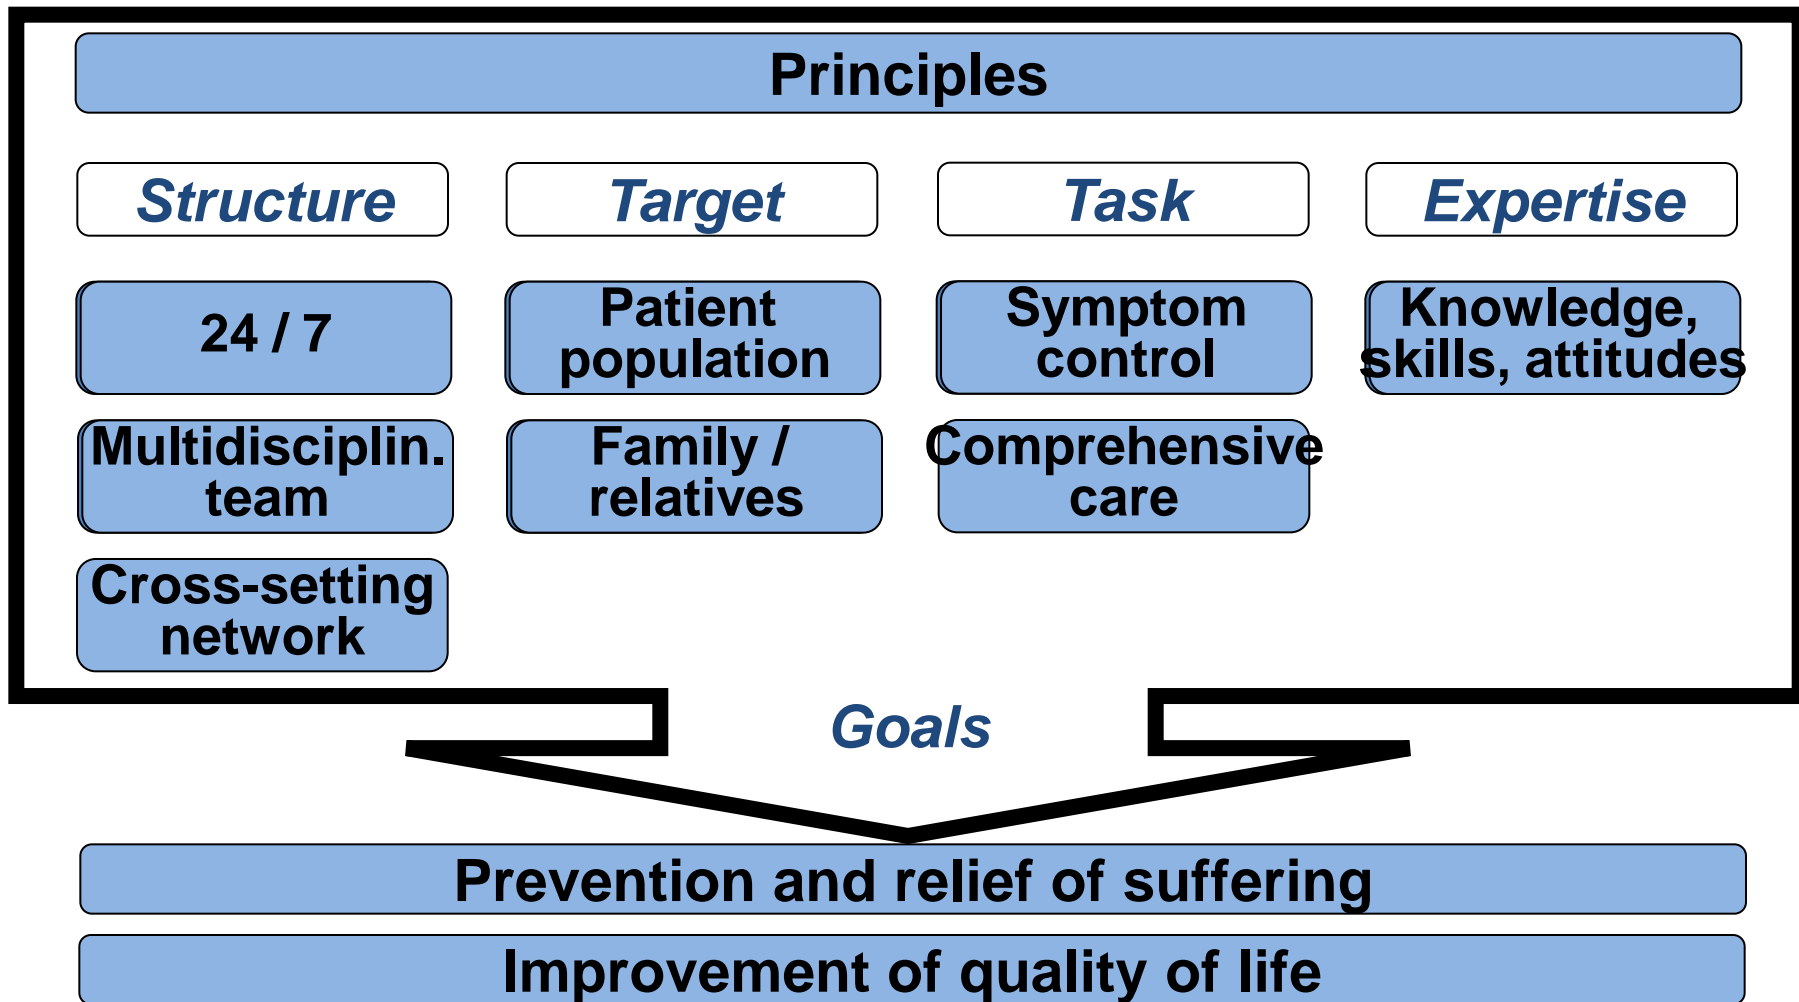 Principles
Structure
Target
Task
Expertise
24 / 7
Patient
population
Symptom
control
Knowledge,
skills, attitudes
Multidisciplin.
team
Family /
relatives
Comprehensive
care
Cross-setting
network
Goals
Prevention and relief of suffering
Improvement of quality of life